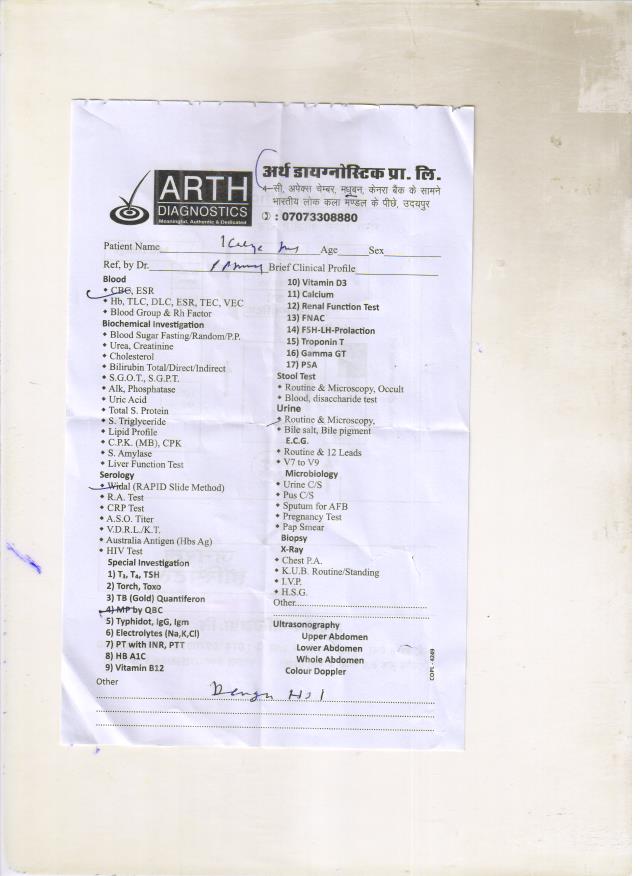 ARTH
DIAGNOSTICS
Meaningful, Authentic & Dedicated
अर्थ डायग्नोस्टिक प्रा. लि.
4-सी, अपेक्स चेम्बर, मधुबन, केनरा बैंक के सामने
भारतीय लोक कला मण्डल के पीछे, उदयपुर
: 07073308880
Patient Name Age Sex
Ref, by Dr. Brief Clinical Profile
Blood
CBC, ESR
Hb, TLC, DLC, ESR, TEC, VEC
Blood Group & Rh Factor
Biochemical Investigation
Blood Sugar Fasting/Random/P.P.
Urea, Creatinine
Cholesterol
Bilirubin Total/Direct/Indirect
S.G.O.T., S.G.P.T.
Alk, Phosphatase
Uric Acid
Total S. Protein
S. Triglyceride
Lipid Profile
C.P.K. (MB), CPK
S. Amylase
Liver Function Test
Serology
Widal (RAPID Slide Method)
R.A. Test
CRP Test
A.S.O. Titer
V.D.R.L./K.T.
Australia Antigen (Hbs Ag)
HIV Test
Special Investigation
1) T₃, T₄, TSH
2) Torch, Toxo
3) TB (Gold) Quantiferon
4) MP by QBC
5) Typhidot, IgG, Igm
6) Electrolytes (Na,K,Cl)
7) PT with INR, PTT
8) HB A1C
9) Vitamin B12
10) Vitamin D3
11) Calcium
12) Renal Function Test
13) FNAC
14) FSH-LH-Prolaction
15) Troponin T
16) Gamma GT
17) PSA
Stool Test
Routine & Microscopy, Occult
Blood, disaccharide test
Urine
Routine & Microscopy,
Bile salt, Bile pigment
E.C.G.
Routine & 12 Leads
V7 to V9
Microbiology
Urine C/S
Pus C/S
Sputum for AFB
Pregnancy Test
Pap Smear
Biopsy
X-Ray
Chest P.A.
K.U.B. Routine/Standing
I.V.P.
H.S.G.
Other
Ultrasonography
Upper Abdomen
Lower Abdomen
Whole Abdomen
Colour Doppler
COPL - 4249
Other